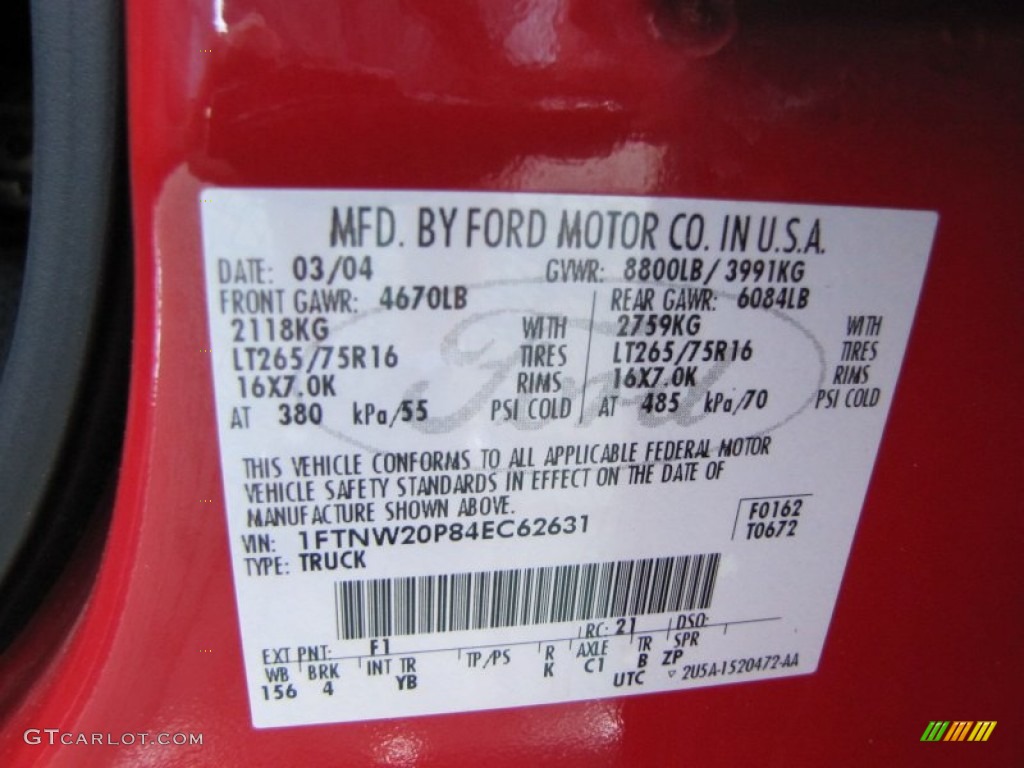 MFD. BY FORD MOTOR CO. IN U.S.A.
DATE: 03/04 GVWR: 8800LB/3991KG
FRONT GAWR: 4670LB REAR GAWR: 6084LB
2118KG WITH 2759KG WITH
LT265/75R16 TIRES LT265/75R16 TIRES
16X7.0K RIMS 16X7.0K RIMS
AT 380 kPa/55 PSI COLD AT 485 kPa/70 PSI COLD
Ford
THIS VEHICLE CONFORMS TO ALL APPLICABLE FEDERAL MOTOR
VEHICLE SAFETY STANDARDS IN EFFECT ON THE DATE OF
MANUFACTURE SHOWN ABOVE.
VIN: 1FTNW20P84EC62631 F0162
TYPE: TRUCK T0672
EXT PNT: F1 RC: 21 DSO:
WB BRK INT TR TP/PS R AXLE TR SPR
156 4 YB K C1 B ZP
UTC ▽ 2U5A-1520472-AA
GTCARLOT.COM